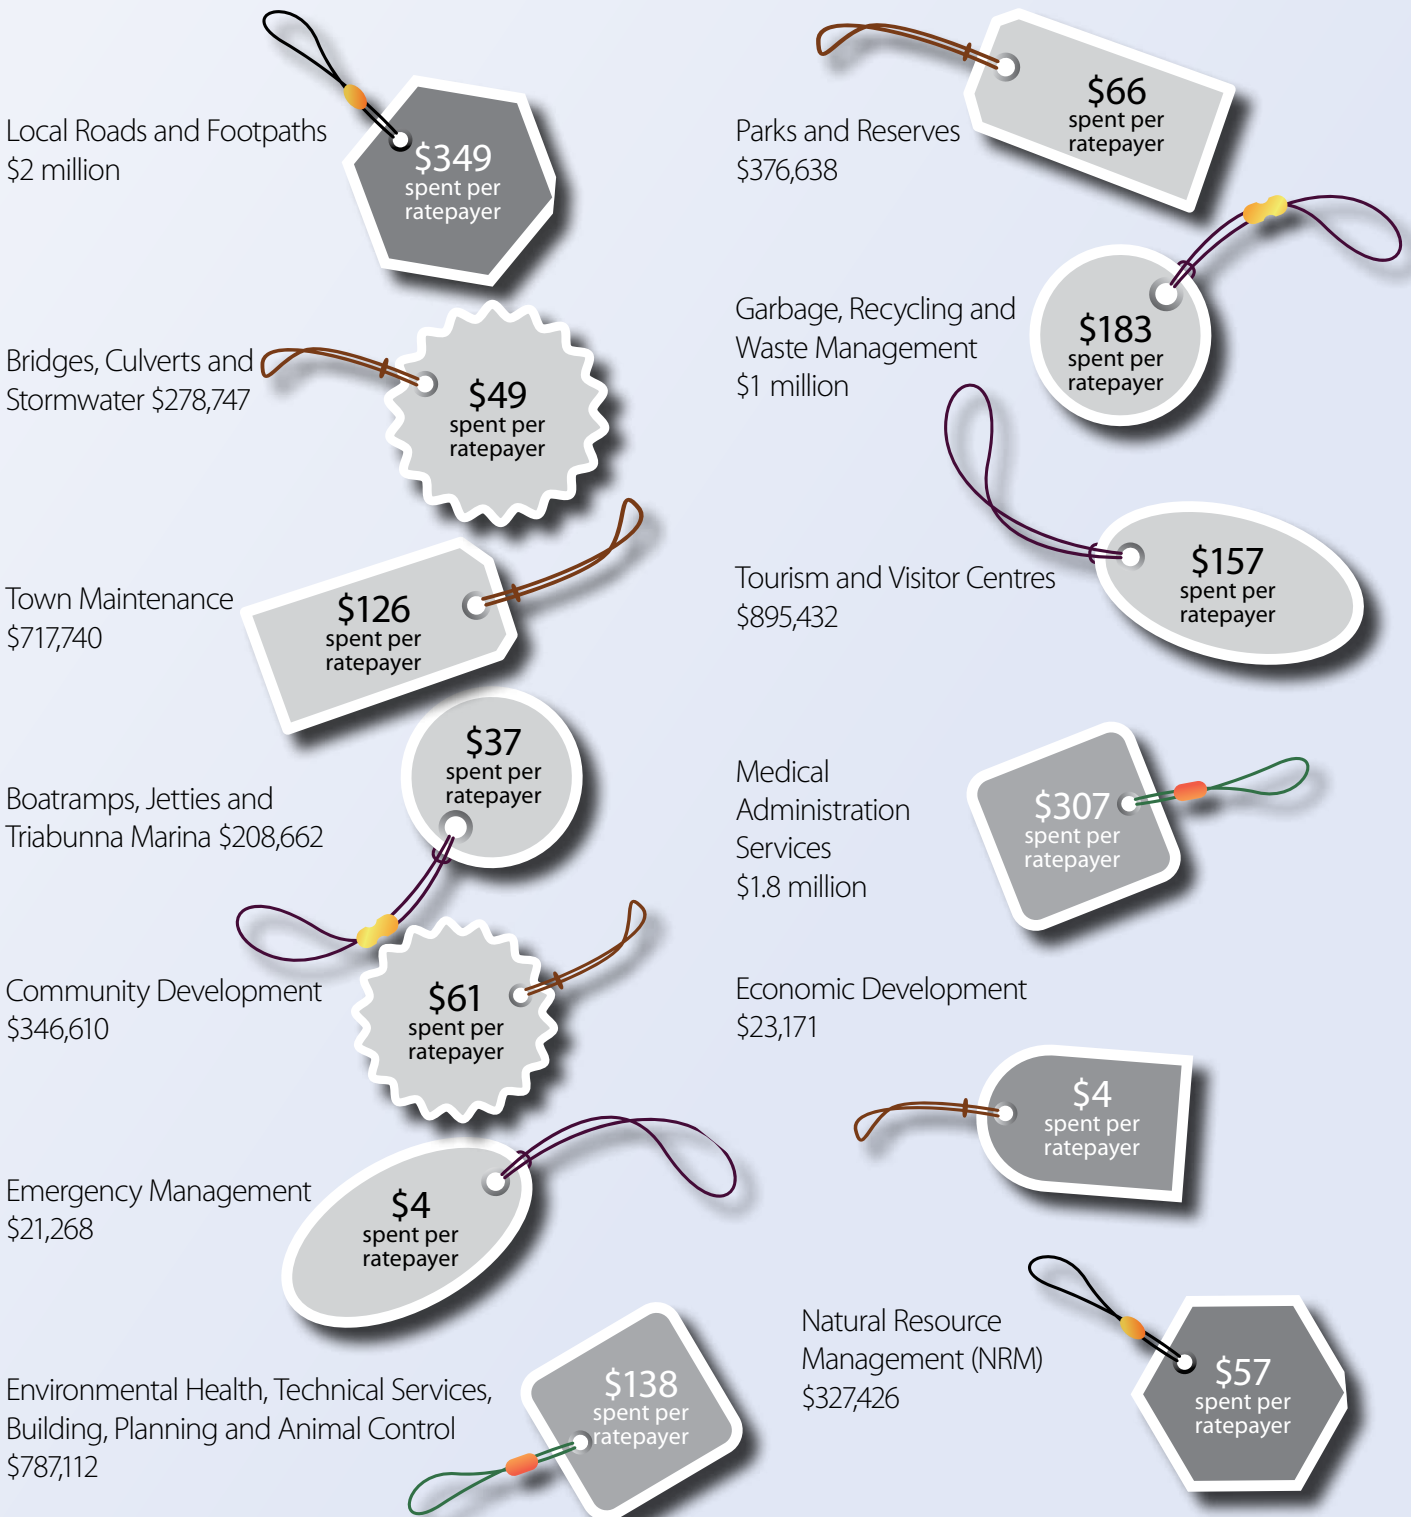 Local Roads and Footpaths
$2 million
$349
spent per
ratepayer
Bridges, Culverts and
Stormwater $278,747
$49
spent per
ratepayer
Town Maintenance
$717,740
$126
spent per
ratepayer
Boatramps, Jetties and
Triabunna Marina $208,662
$37
spent per
ratepayer
Community Development
$346,610
$61
spent per
ratepayer
Emergency Management
$21,268
$4
spent per
ratepayer
Environmental Health, Technical Services,
Building, Planning and Animal Control
$787,112
$138
spent per
ratepayer
Parks and Reserves
$376,638
$66
spent per
ratepayer
Garbage, Recycling and
Waste Management
$1 million
$183
spent per
ratepayer
Tourism and Visitor Centres
$895,432
$157
spent per
ratepayer
Medical
Administration
Services
$1.8 million
$307
spent per
ratepayer
Economic Development
$23,171
$4
spent per
ratepayer
Natural Resource
Management (NRM)
$327,426
$57
spent per
ratepayer